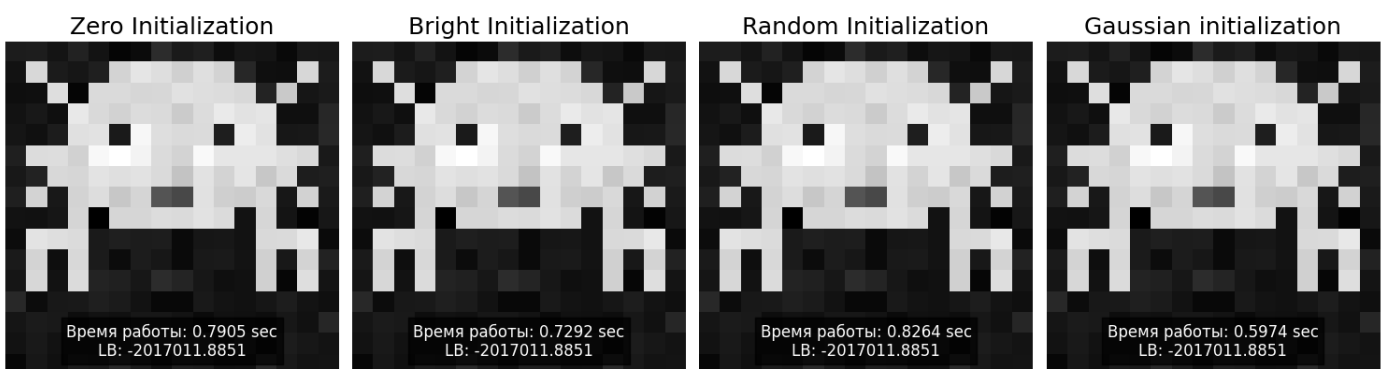 Zero Initialization
Время работы: 0.7905 sec
LB: -2017011.8851
Bright Initialization
Время работы: 0.7292 sec
LB: -2017011.8851
Random Initialization
Время работы: 0.8264 sec
LB: -2017011.8851
Gaussian initialization
Время работы: 0.5974 sec
LB: -2017011.8851